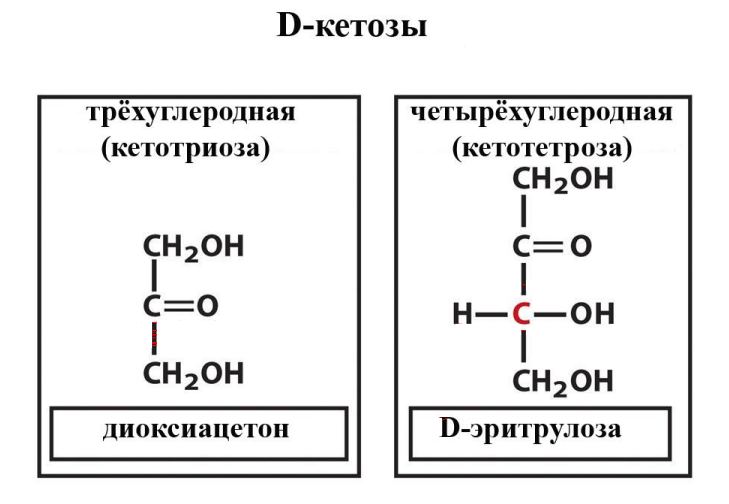 D-кетозы
трёхуглеродная
(кетотриоза)
CH₂OH
C=O
CH₂OH
диоксиацетон
четырёхуглеродная
(кетотетроза)
CH₂OH
C=O
H—C—OH
CH₂OH
D-эритрулоза